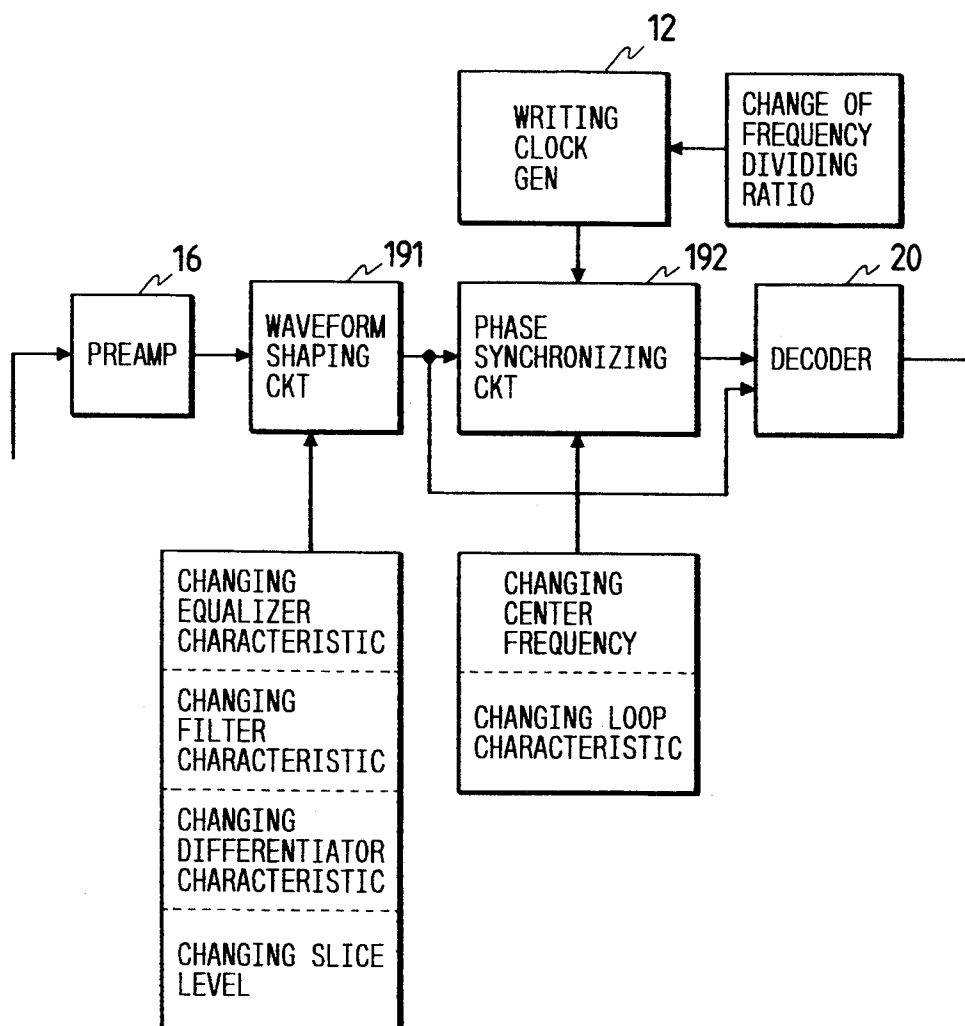 12
WRITING
CLOCK
GEN
CHANGE OF
FREQUENCY
DIVIDING
RATIO
16
191
192
20
PREAMP
WAVEFORM
SHAPING
CKT
PHASE
SYNCHRONIZING
CKT
DECODER
CHANGING
EQUALIZER
CHARACTERISTIC
CHANGING
FILTER
CHARACTERISTIC
CHANGING
DIFFERENTIATOR
CHARACTERISTIC
CHANGING SLICE
LEVEL
CHANGING
CENTER
FREQUENCY
CHANGING LOOP
CHARACTERISTIC